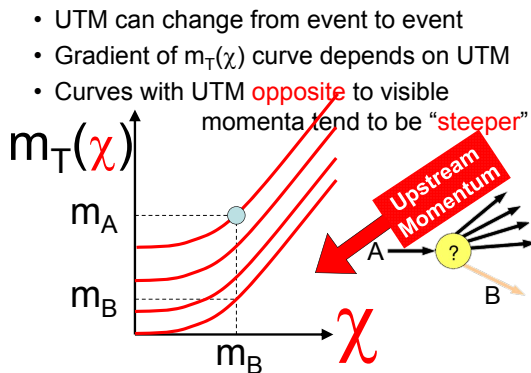 • UTM can change from event to event
• Gradient of mT(χ) curve depends on UTM
• Curves with UTM opposite to visible
momenta tend to be “steeper”
mT(χ)
mA
mB
mB
χ
Upstream
Momentum
A
?
B